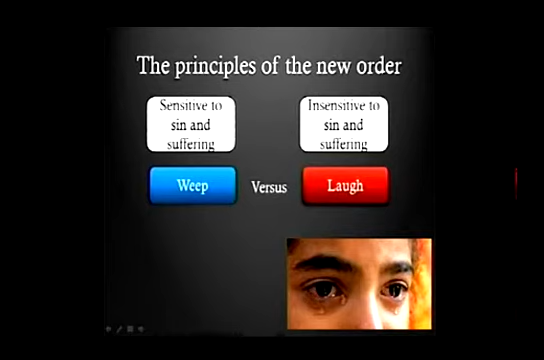 The principles of the new order
Sensitive to
sin and
suffering
Insensitive to
sin and
suffering
Weep
Versus
Laugh